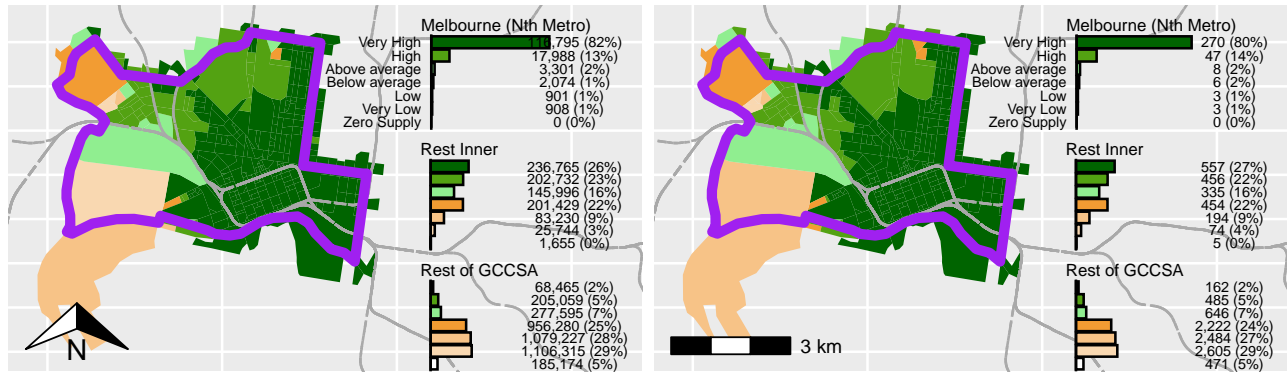 Melbourne (Nth Metro)
Very High 116,795 (82%)
High 17,988 (13%)
Above average 3,301 (2%)
Below average 2,074 (1%)
Low 901 (1%)
Very Low 908 (1%)
Zero Supply 0 (0%)
Rest Inner
236,765 (26%)
202,732 (23%)
145,996 (16%)
201,429 (22%)
83,230 (9%)
25,744 (3%)
1,655 (0%)
Rest of GCCSA
68,465 (2%)
205,059 (5%)
277,595 (7%)
956,280 (25%)
1,079,227 (28%)
1,106,315 (29%)
185,174 (5%)
N
Melbourne (Nth Metro)
Very High 270 (80%)
High 47 (14%)
Above average 8 (2%)
Below average 6 (2%)
Low 3 (1%)
Very Low 3 (1%)
Zero Supply 0 (0%)
Rest Inner
557 (27%)
456 (22%)
335 (16%)
454 (22%)
194 (9%)
74 (4%)
5 (0%)
Rest of GCCSA
162 (2%)
485 (5%)
646 (7%)
2,222 (24%)
2,484 (27%)
2,605 (29%)
471 (5%)
3 km